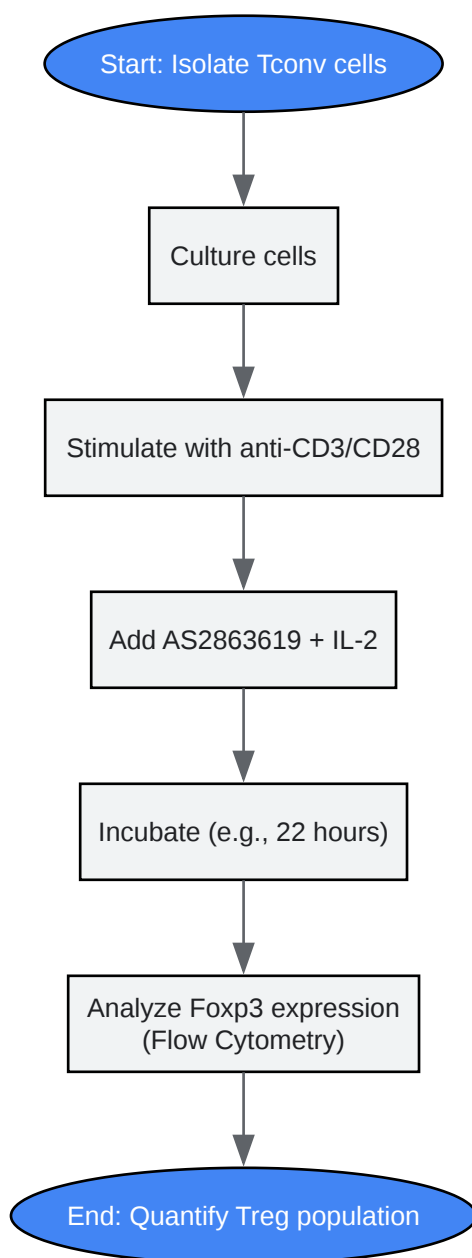 Start: Isolate Tconv cells
Culture cells
Stimulate with anti-CD3/CD28
Add AS2863619 + IL-2
Incubate (e.g., 22 hours)
Analyze Foxp3 expression
(Flow Cytometry)
End: Quantify Treg population